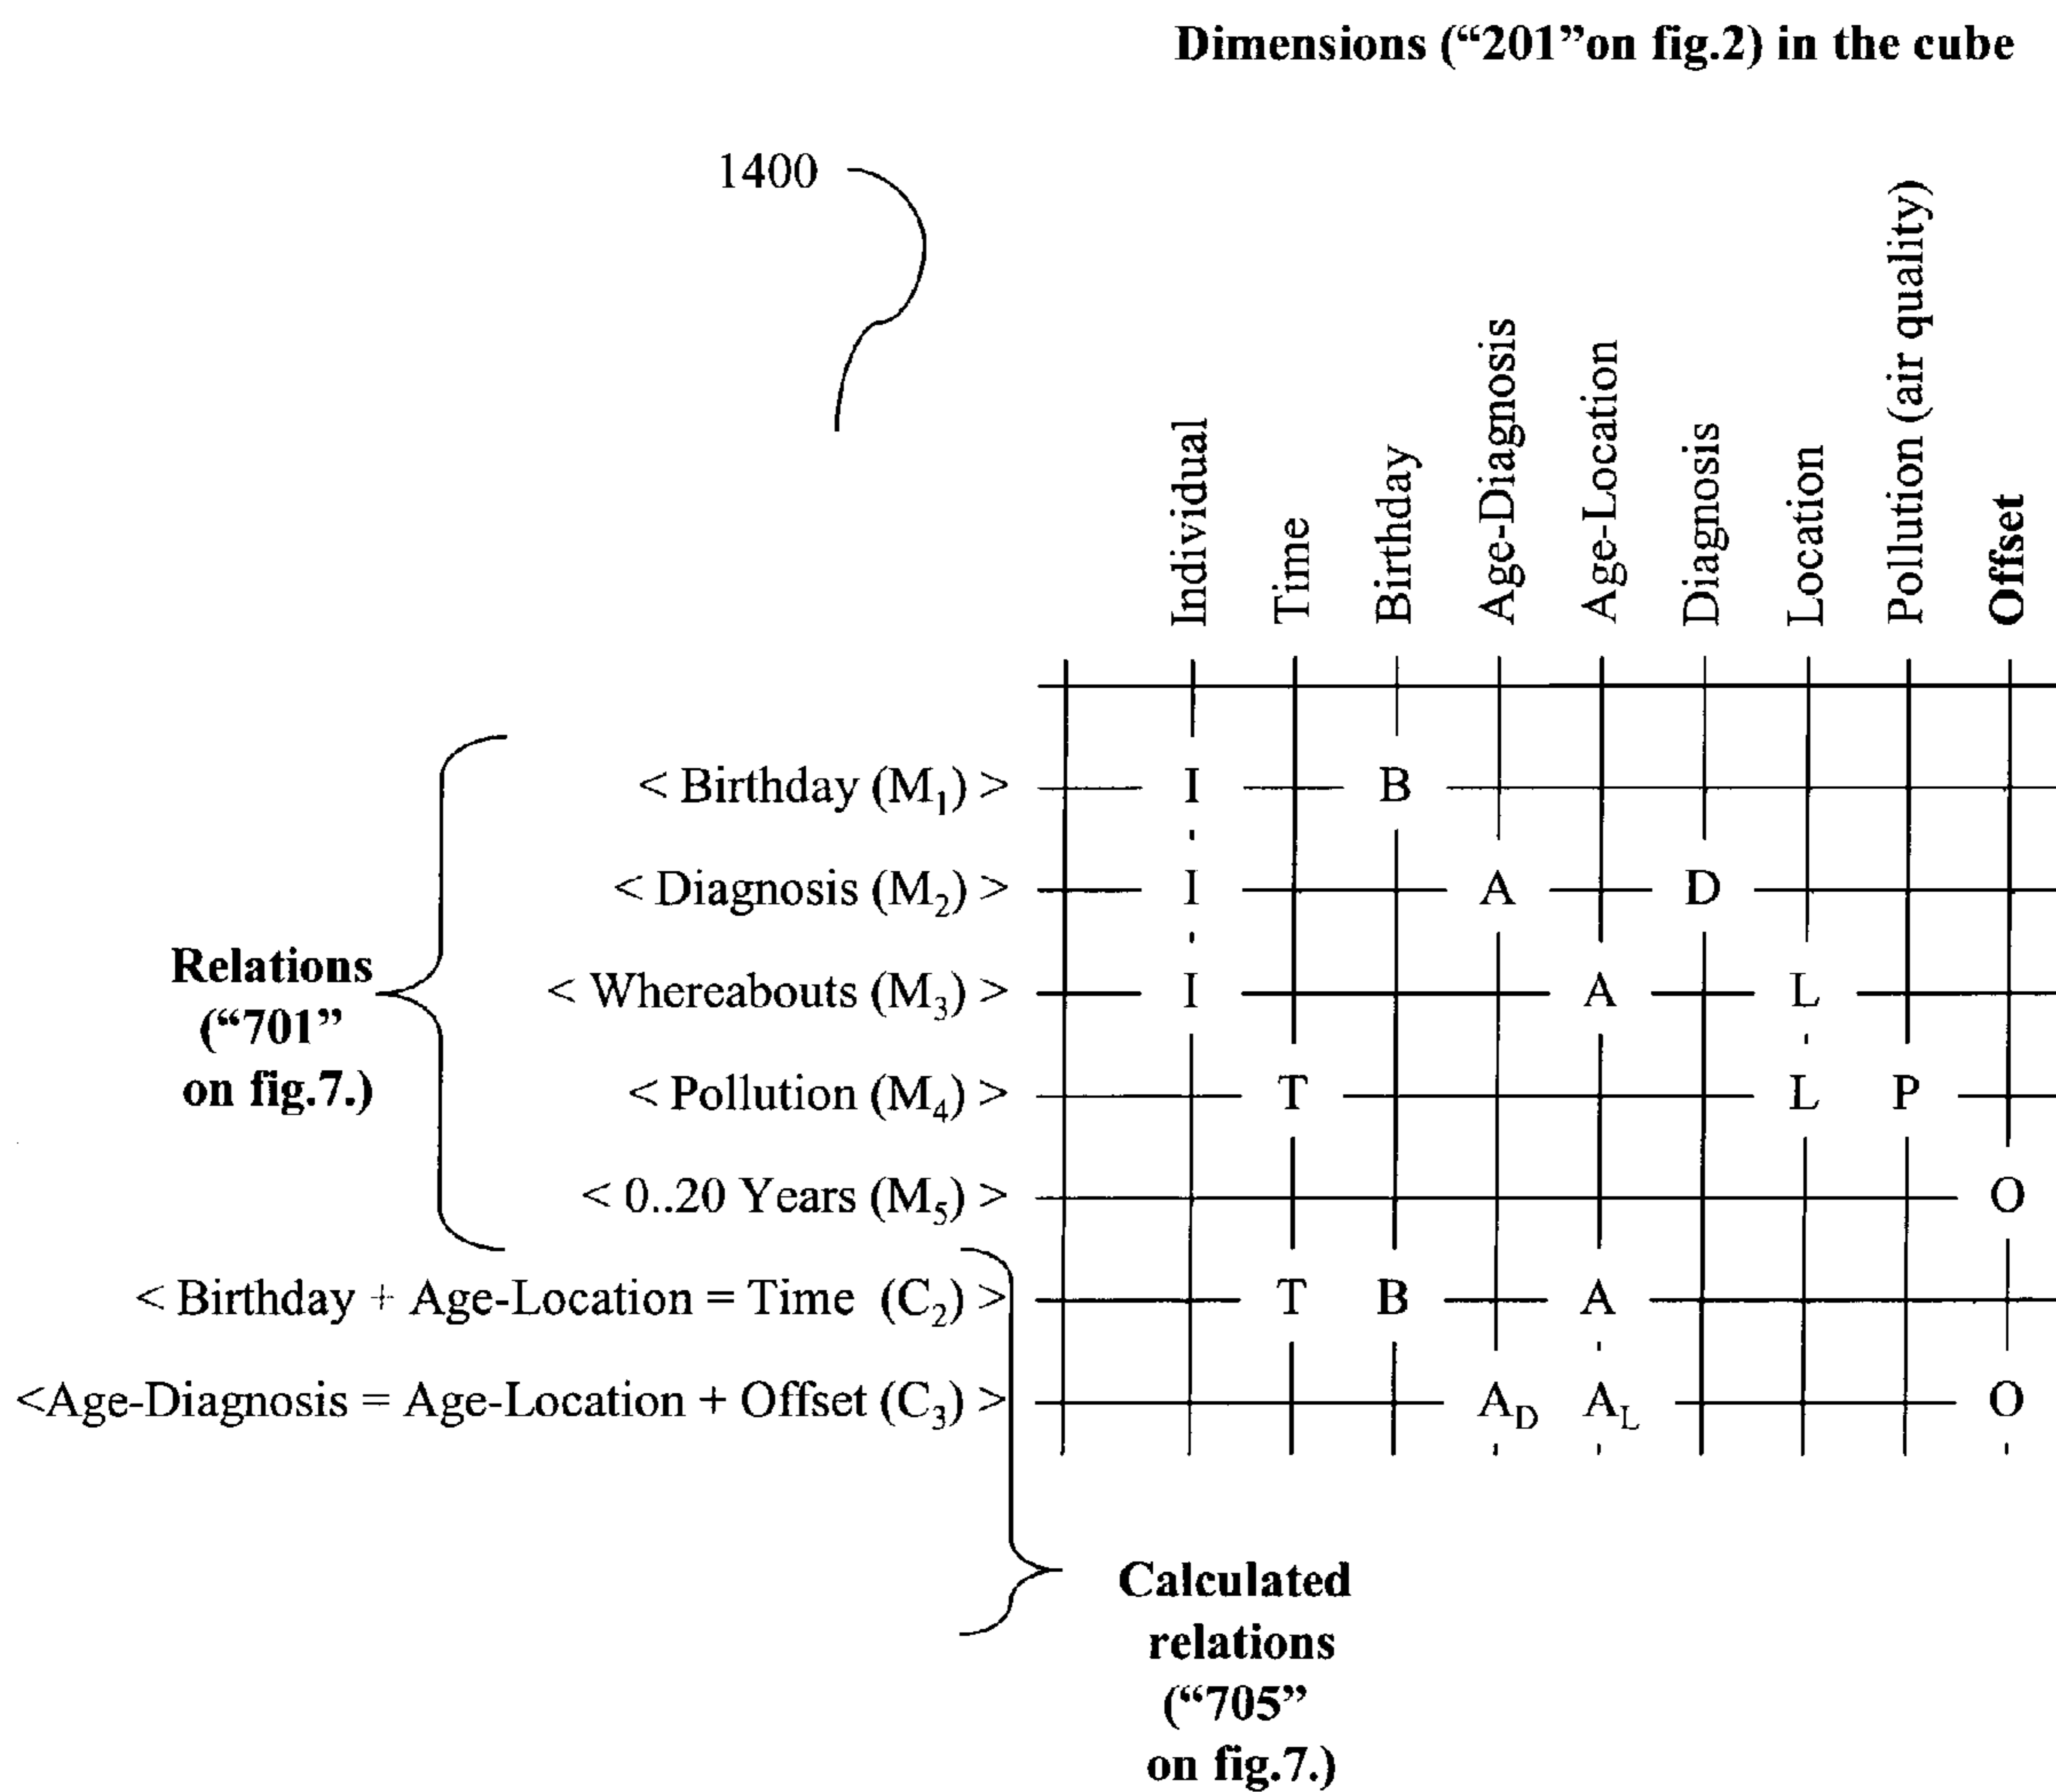 Dimensions (“201”on fig.2) in the cube
1400
Individual
Time
Birthday
Age-Diagnosis
Age-Location
Diagnosis
Location
Pollution (air quality)
Offset
< Birthday (M1) > I B
< Diagnosis (M2) > I A D
< Whereabouts (M3) > I A L
< Pollution (M4) > T L P
< 0..20 Years (M5) > O
< Birthday + Age-Location = Time (C2) > T B A
<Age-Diagnosis = Age-Location + Offset (C3) > AD AL O
Relations
(“701”
on fig.7.)
Calculated
relations
(“705”
on fig.7.)